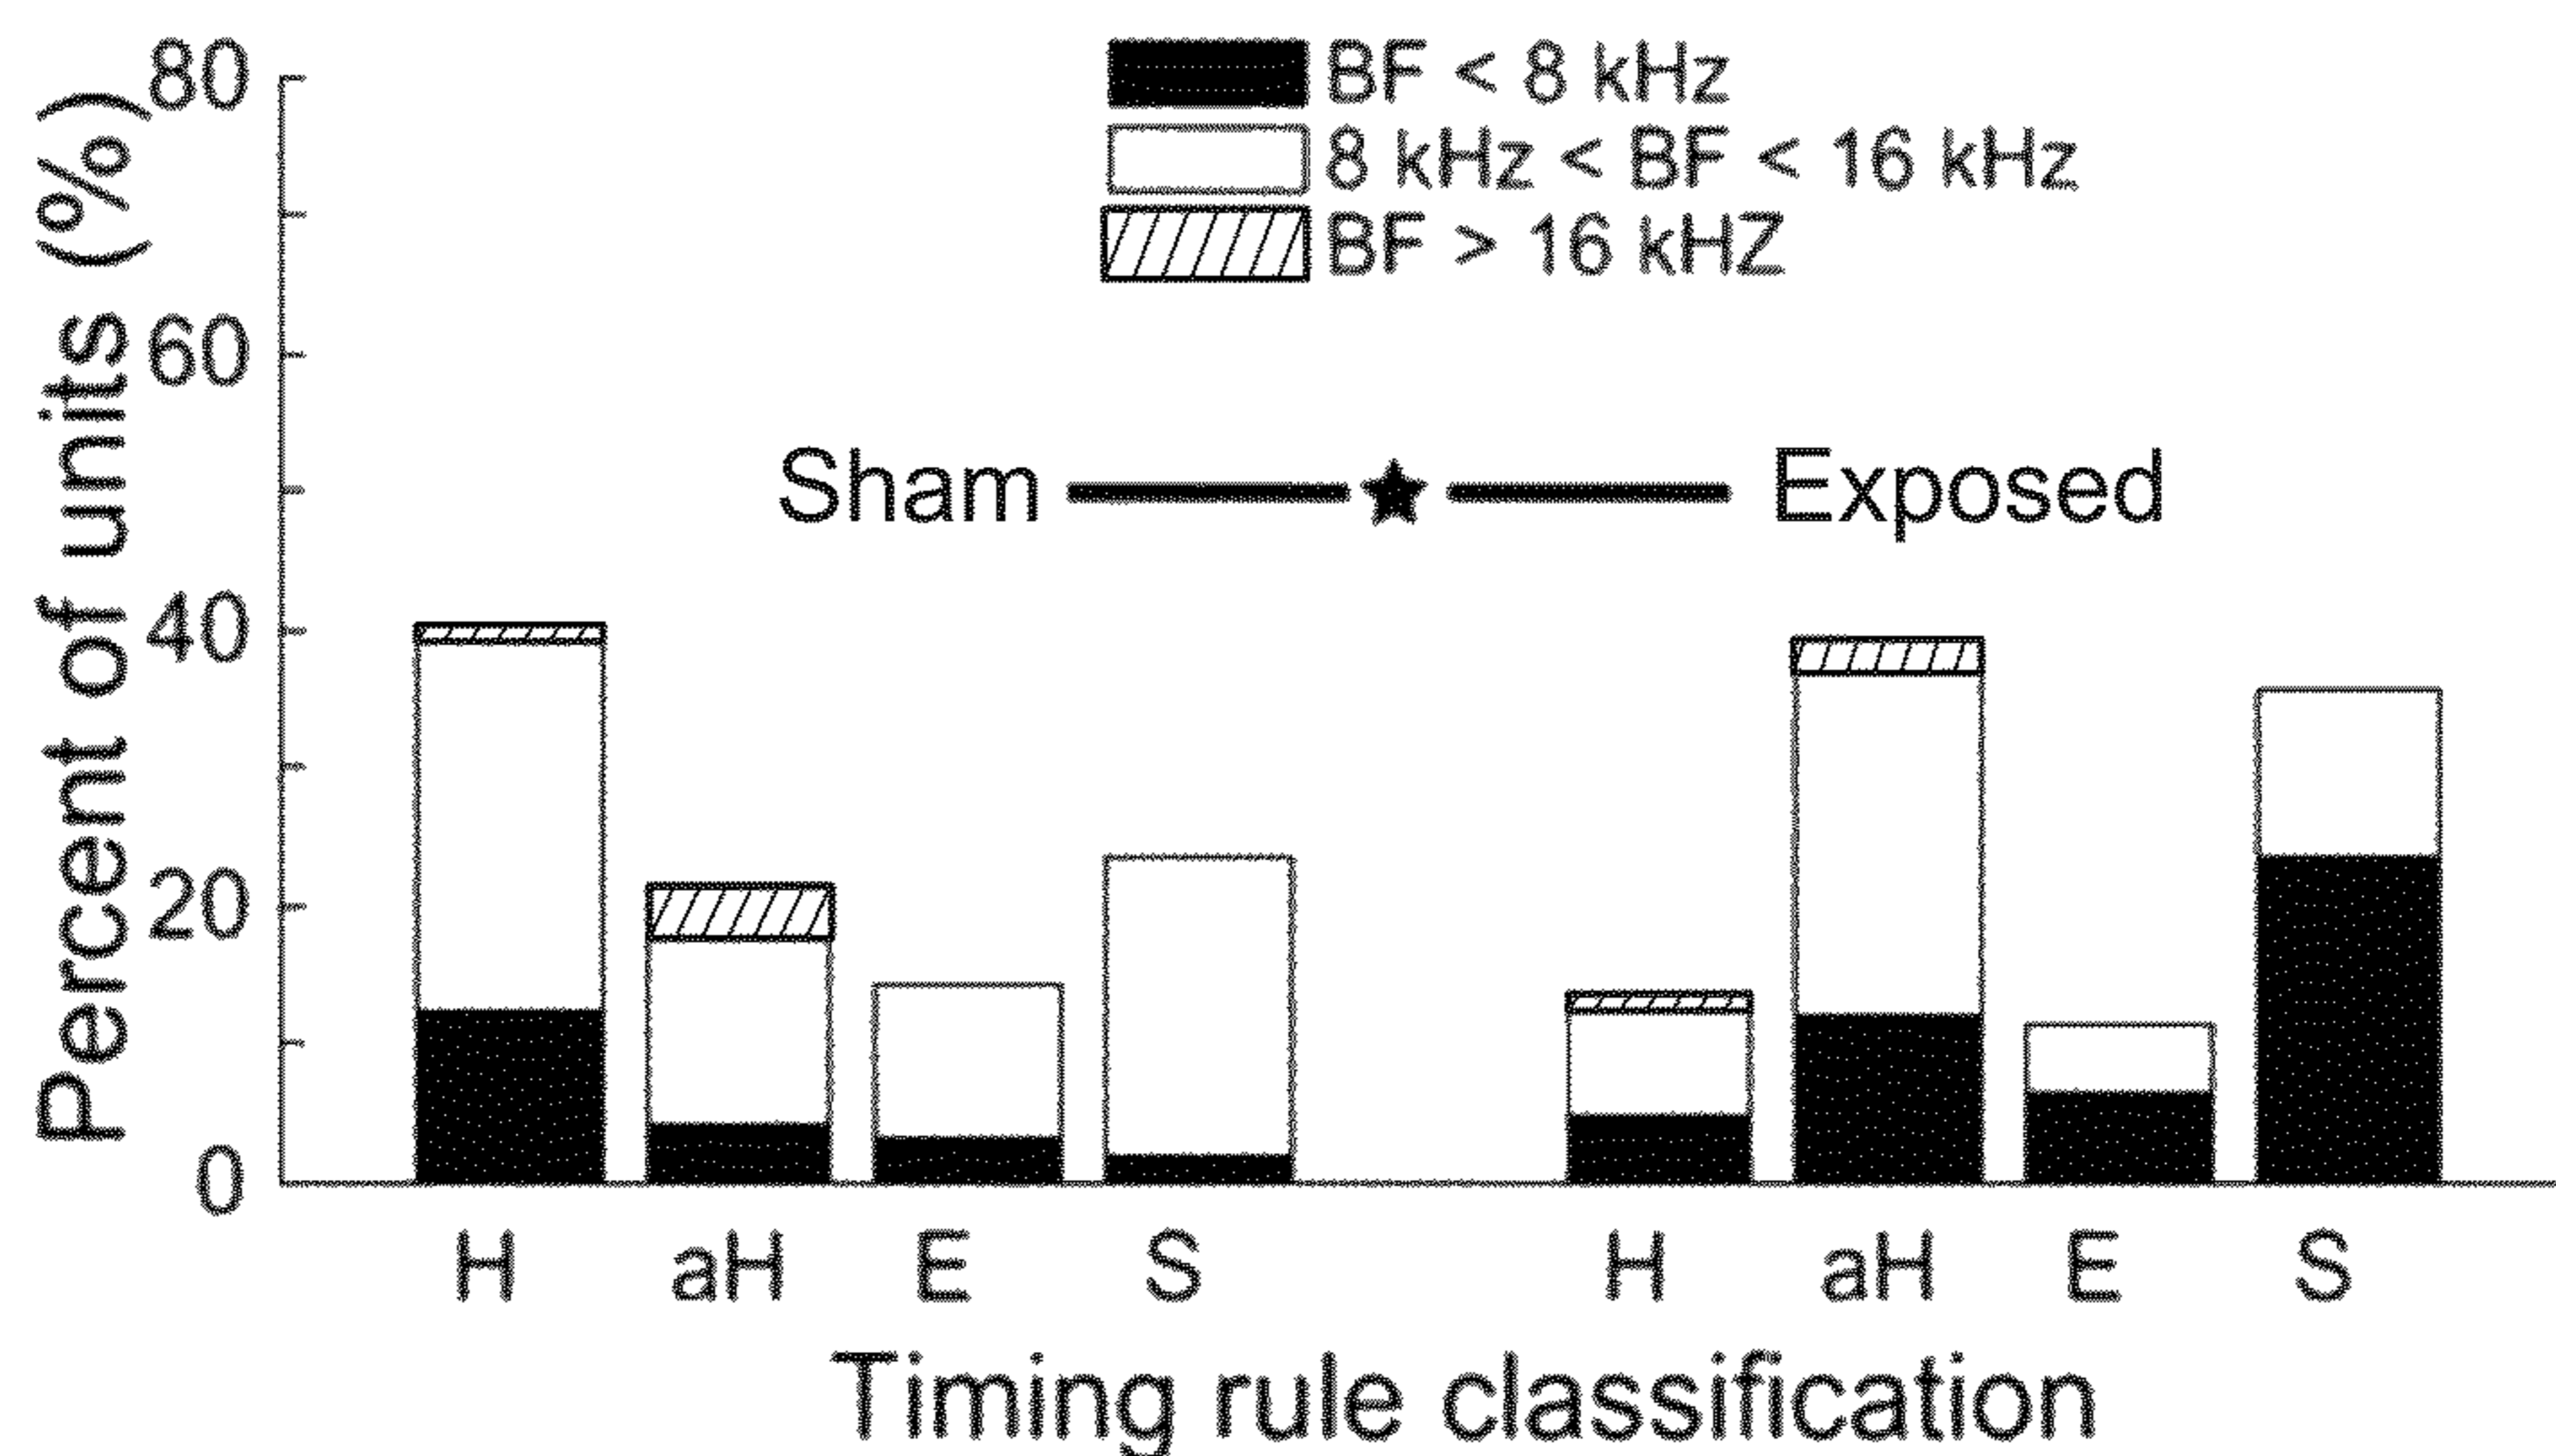 BF < 8 kHz
8 kHz < BF < 16 kHz
BF > 16 kHZ
Percent of units (%)
80
60
40
20
0
Sham
Exposed
H aH E S H aH E S
Timing rule classification